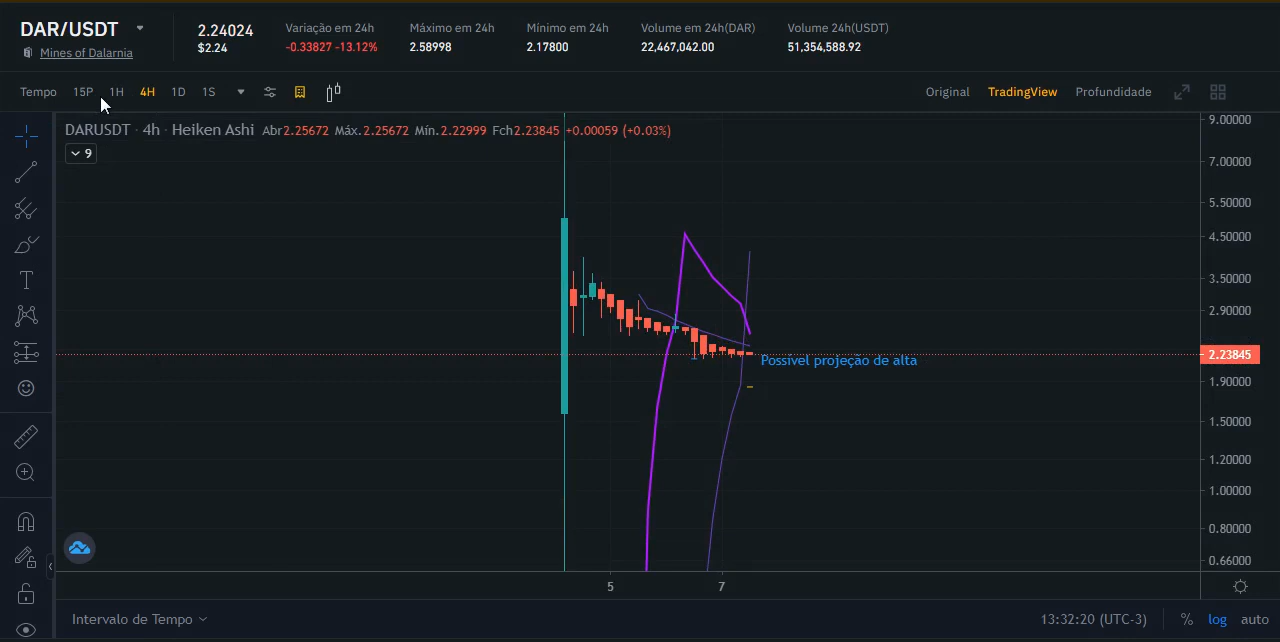 DAR/USDT
Mines of Dalarnia
2.24024
$2.24
Variação em 24h
-0.33827 -13.12%
Máximo em 24h
2.58998
Mínimo em 24h
2.17800
Volume em 24h(DAR)
22,467,042.00
Volume 24h(USDT)
51,354,588.92
Tempo 15P 1H 4H 1D 1S
Original TradingView Profundidade
DARUSDT · 4h · Heiken Ashi Abr2.25672 Máx.2.25672 Mín.2.22999 Fch2.23845 +0.00059 (+0.03%)
9
9.00000
7.00000
5.50000
4.50000
3.50000
2.90000
2.23845
Possível projeção de alta
1.90000
1.50000
1.20000
1.00000
0.80000
0.66000
5 7
Intervalo de Tempo
13:32:20 (UTC-3) % log auto